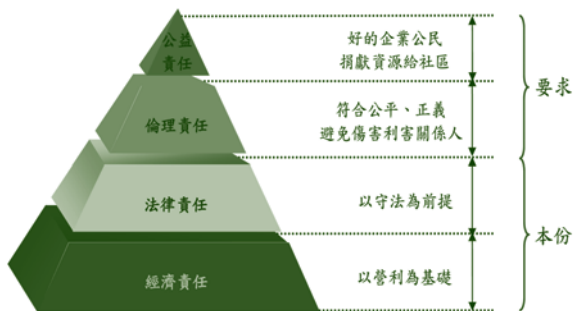 公益
責任
好的企業公民
捐獻資源給社區
要求
倫理責任
符合公平、正義
避免傷害利害關係人
法律責任
以守法為前提
本份
經濟責任
以營利為基礎